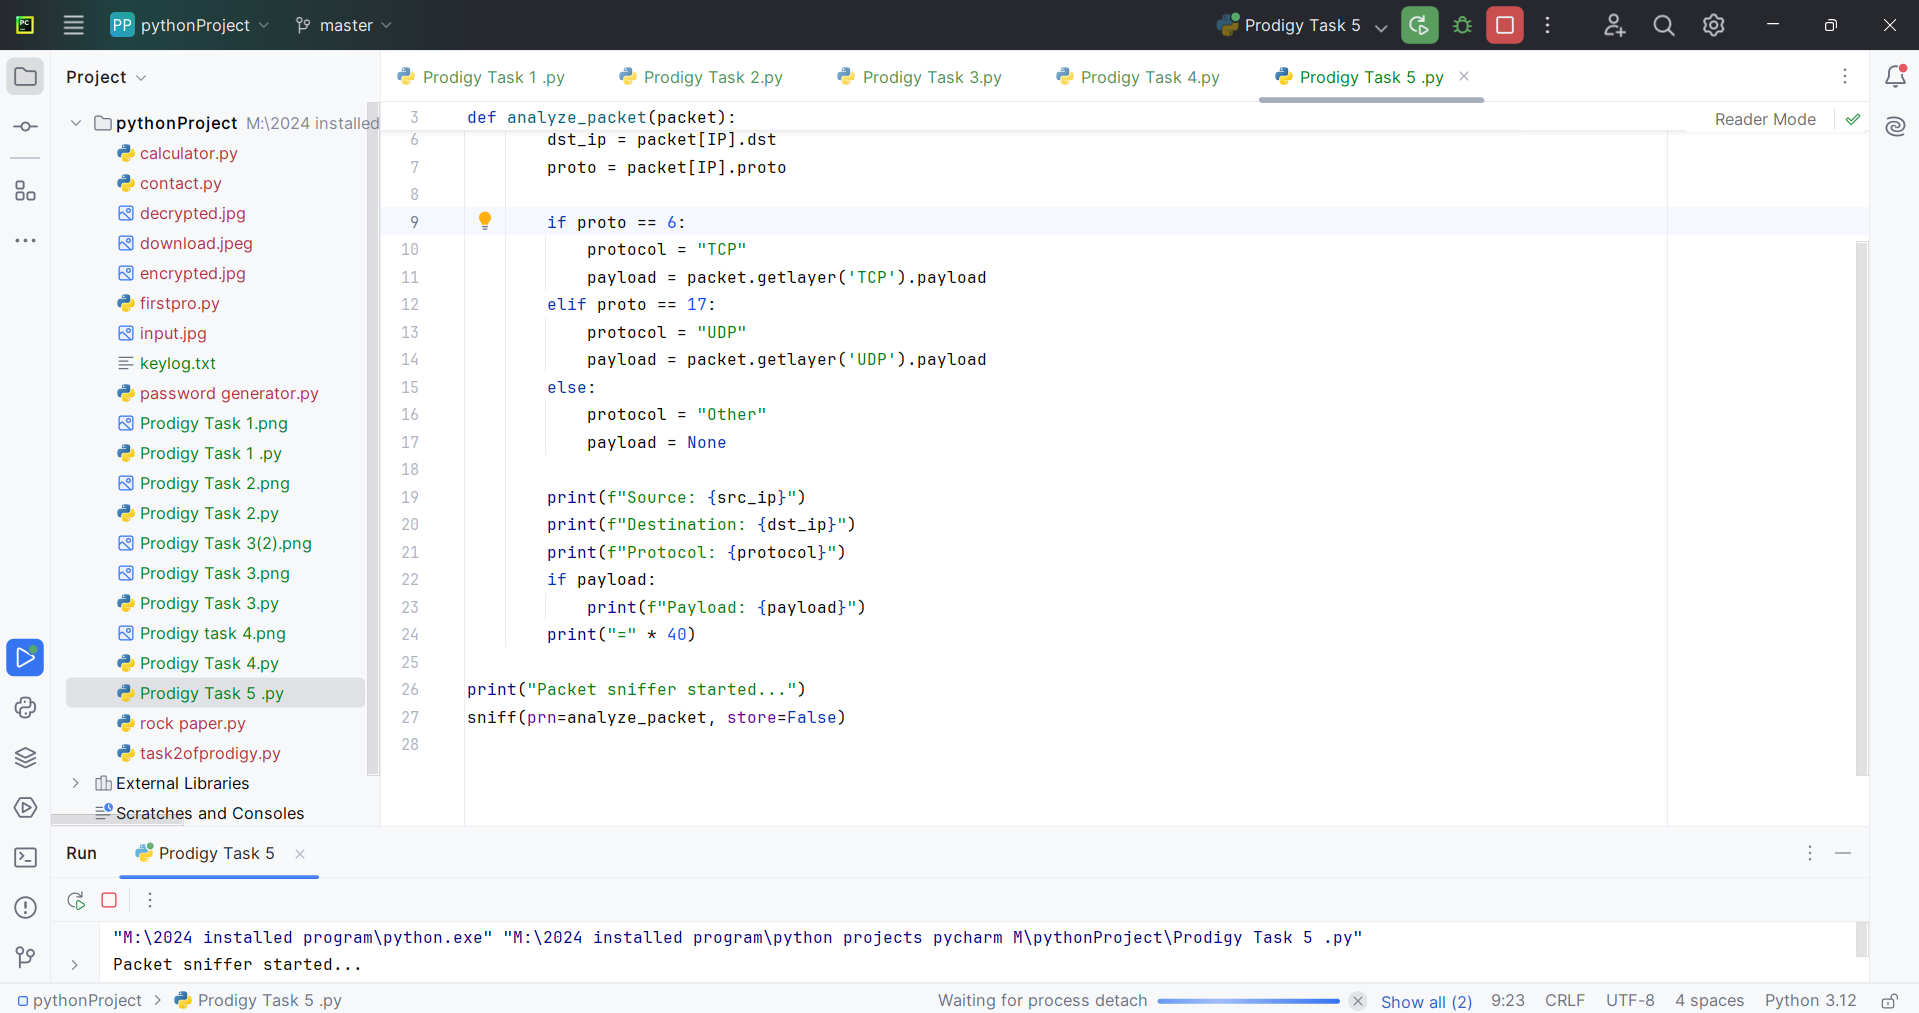 PC
PP pythonProject master Prodigy Task 5
Project
Prodigy Task 1 .py Prodigy Task 2.py Prodigy Task 3.py Prodigy Task 4.py Prodigy Task 5 .py
pythonProject M:\2024 installed
calculator.py
contact.py
decrypted.jpg
download.jpeg
encrypted.jpg
firstpro.py
input.jpg
keylog.txt
password generator.py
Prodigy Task 1.png
Prodigy Task 1 .py
Prodigy Task 2.png
Prodigy Task 2.py
Prodigy Task 3(2).png
Prodigy Task 3.png
Prodigy Task 3.py
Prodigy task 4.png
Prodigy Task 4.py
Prodigy Task 5 .py
rock paper.py
task2ofprodigy.py
External Libraries
Scratches and Consoles
Reader Mode
3 def analyze_packet(packet):
6 dst_ip = packet[IP].dst
7 proto = packet[IP].proto
8
9 if proto == 6:
10 protocol = "TCP"
11 payload = packet.getlayer('TCP').payload
12 elif proto == 17:
13 protocol = "UDP"
14 payload = packet.getlayer('UDP').payload
15 else:
16 protocol = "Other"
17 payload = None
18
19 print(f"Source: {src_ip}")
20 print(f"Destination: {dst_ip}")
21 print(f"Protocol: {protocol}")
22 if payload:
23 print(f"Payload: {payload}")
24 print("=" * 40)
25
26 print("Packet sniffer started...")
27 sniff(prn=analyze_packet, store=False)
28
Run Prodigy Task 5
"M:\2024 installed program\python.exe" "M:\2024 installed program\python projects pycharm M\pythonProject\Prodigy Task 5 .py"
Packet sniffer started...
pythonProject > Prodigy Task 5 .py Waiting for process detach Show all (2) 9:23 CRLF UTF-8 4 spaces Python 3.12